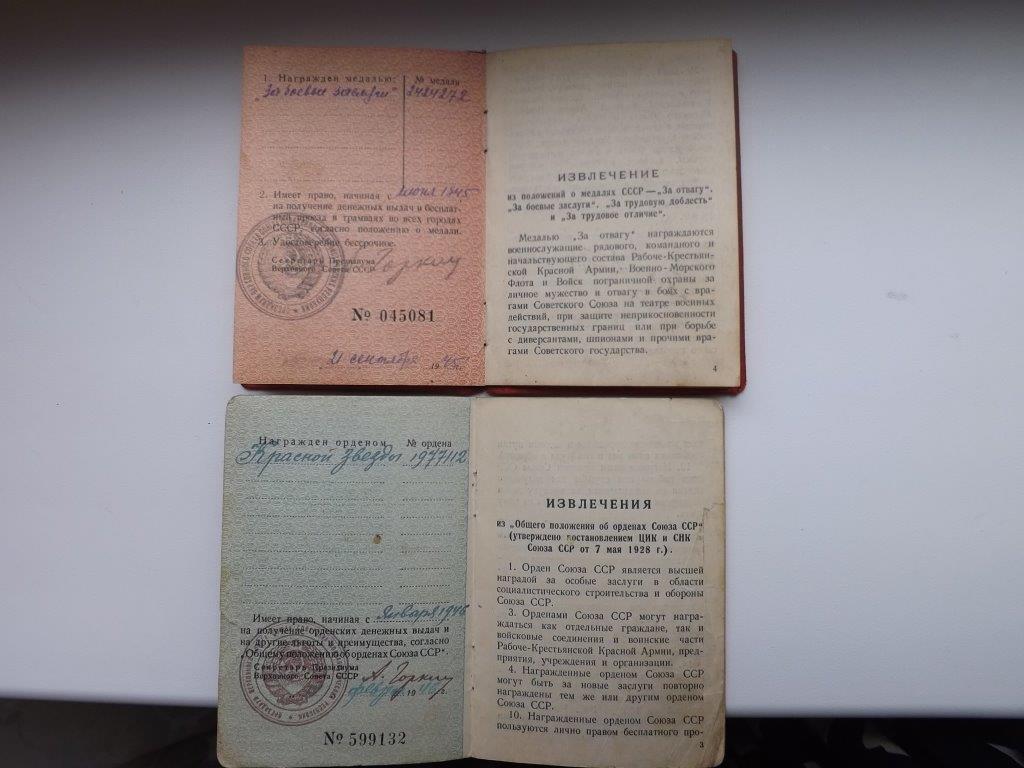 1. Награжден медалью:
№ медали
„За боевые заслуги"
3424272
2. Имеет право, начиная с июня 1945
на получение денежных выдач и бесплат-
ный проезд в трамваях во всех городах
СССР, согласно положению о медали.
3. Удостоверение бессрочное.
Секретарь Президиума
Верховного Совета СССР Горкин
№ 045081
21 сентября 1945 г.
ИЗВЛЕЧЕНИЕ
из положений о медалях СССР — „За отвагу",
„За боевые заслуги", „За трудовую доблесть"
и „За трудовое отличие".
Медалью „За отвагу" награждаются
военнослужащие рядового, командного и
начальствующего состава Рабоче-Крестьян-
ской Красной Армии, Военно-Морского
Флота и Войск пограничной охраны за
личное мужество и отвагу в боях с вра-
гами Советского Союза на театре военных
действий, при защите неприкосновенности
государственных границ или при борьбе
с диверсантами, шпионами и прочими вра-
гами Советского государства.
4
Награжден орденом
№ ордена
Красной Звезды 1977112
Имеет право, начиная с января 1946
на получение орденских денежных выдач и
на другие льготы и преимущества, согласно
„Общему положению об орденах Союза ССР".
Секретарь Президиума
Верховного Совета СССР А. Горкин
19 г.
№ 599132
ИЗВЛЕЧЕНИЯ
из „Общего положения об орденах Союза ССР"
(утверждено постановлением ЦИК и СНК
Союза ССР от 7 мая 1928 г.).
1. Орден Союза ССР является высшей
наградой за особые заслуги в области
социалистического строительства и обороны
Союза ССР.
3. Орденами Союза ССР могут награ-
ждаться как отдельные граждане, так и
войсковые соединения и воинские части
Рабоче-Крестьянской Красной Армии, пред-
приятия, учреждения и организации.
4. Награжденные орденом Союза ССР
могут быть за новые заслуги повторно
награждены тем же или другим орденом
Союза ССР.
10. Награжденные орденом Союза ССР
пользуются лично правом бесплатного про-
3